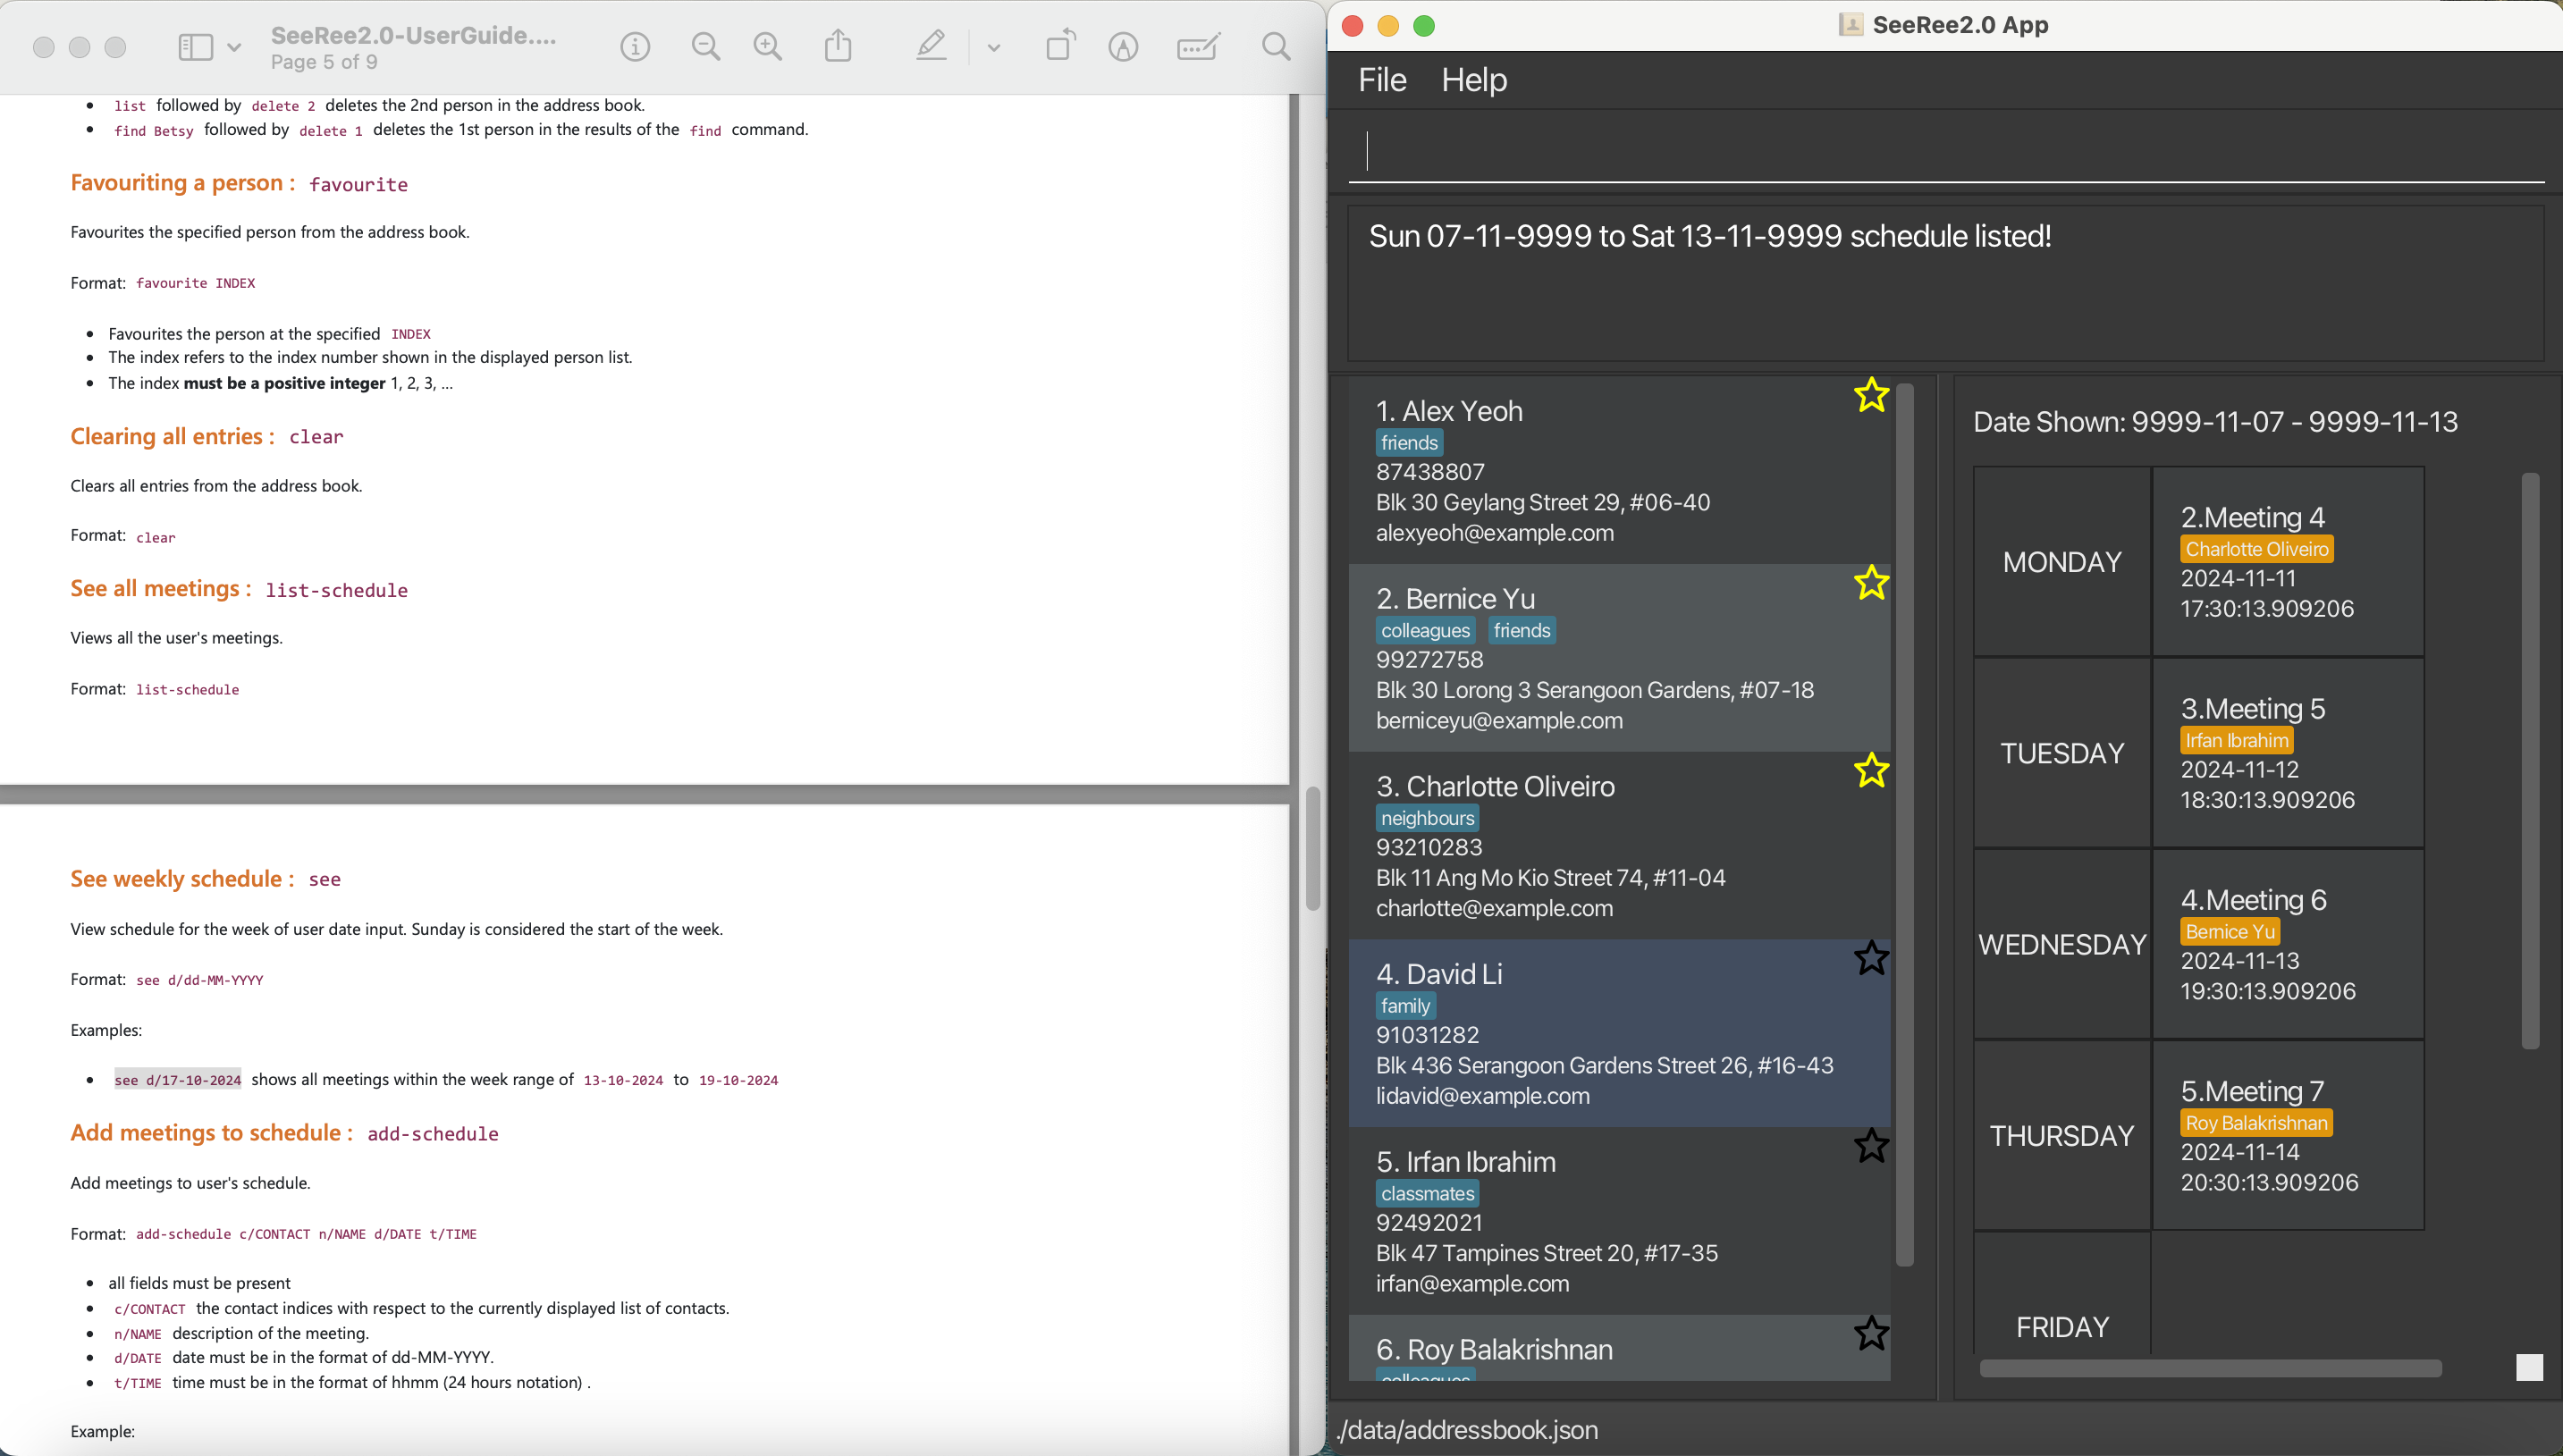 SeeRee2.0-UserGuide....
Page 5 of 9
list followed by delete 2 deletes the 2nd person in the address book.
find Betsy followed by delete 1 deletes the 1st person in the results of the find command.
Favouriting a person : favourite
Favourites the specified person from the address book.
Format: favourite INDEX
Favourites the person at the specified INDEX
The index refers to the index number shown in the displayed person list.
The index must be a positive integer 1, 2, 3, ...
Clearing all entries : clear
Clears all entries from the address book.
Format: clear
See all meetings : list-schedule
Views all the user's meetings.
Format: list-schedule
See weekly schedule : see
View schedule for the week of user date input. Sunday is considered the start of the week.
Format: see d/dd-MM-YYYY
Examples:
see d/17-10-2024 shows all meetings within the week range of 13-10-2024 to 19-10-2024
Add meetings to schedule : add-schedule
Add meetings to user's schedule.
Format: add-schedule c/CONTACT n/NAME d/DATE t/TIME
all fields must be present
c/CONTACT the contact indices with respect to the currently displayed list of contacts.
n/NAME description of the meeting.
d/DATE date must be in the format of dd-MM-YYYY.
t/TIME time must be in the format of hhmm (24 hours notation) .
Example:
SeeRee2.0 App
File Help
Sun 07-11-9999 to Sat 13-11-9999 schedule listed!
1. Alex Yeoh
friends
87438807
Blk 30 Geylang Street 29, #06-40
alexyeoh@example.com
2. Bernice Yu
colleagues friends
99272758
Blk 30 Lorong 3 Serangoon Gardens, #07-18
berniceyu@example.com
3. Charlotte Oliveiro
neighbours
93210283
Blk 11 Ang Mo Kio Street 74, #11-04
charlotte@example.com
4. David Li
family
91031282
Blk 436 Serangoon Gardens Street 26, #16-43
lidavid@example.com
5. Irfan Ibrahim
classmates
92492021
Blk 47 Tampines Street 20, #17-35
irfan@example.com
6. Roy Balakrishnan
colleagues
Date Shown: 9999-11-07 - 9999-11-13
MONDAY
2.Meeting 4
Charlotte Oliveiro
2024-11-11
17:30:13.909206
TUESDAY
3.Meeting 5
Irfan Ibrahim
2024-11-12
18:30:13.909206
WEDNESDAY
4.Meeting 6
Bernice Yu
2024-11-13
19:30:13.909206
THURSDAY
5.Meeting 7
Roy Balakrishnan
2024-11-14
20:30:13.909206
FRIDAY
./data/addressbook.json